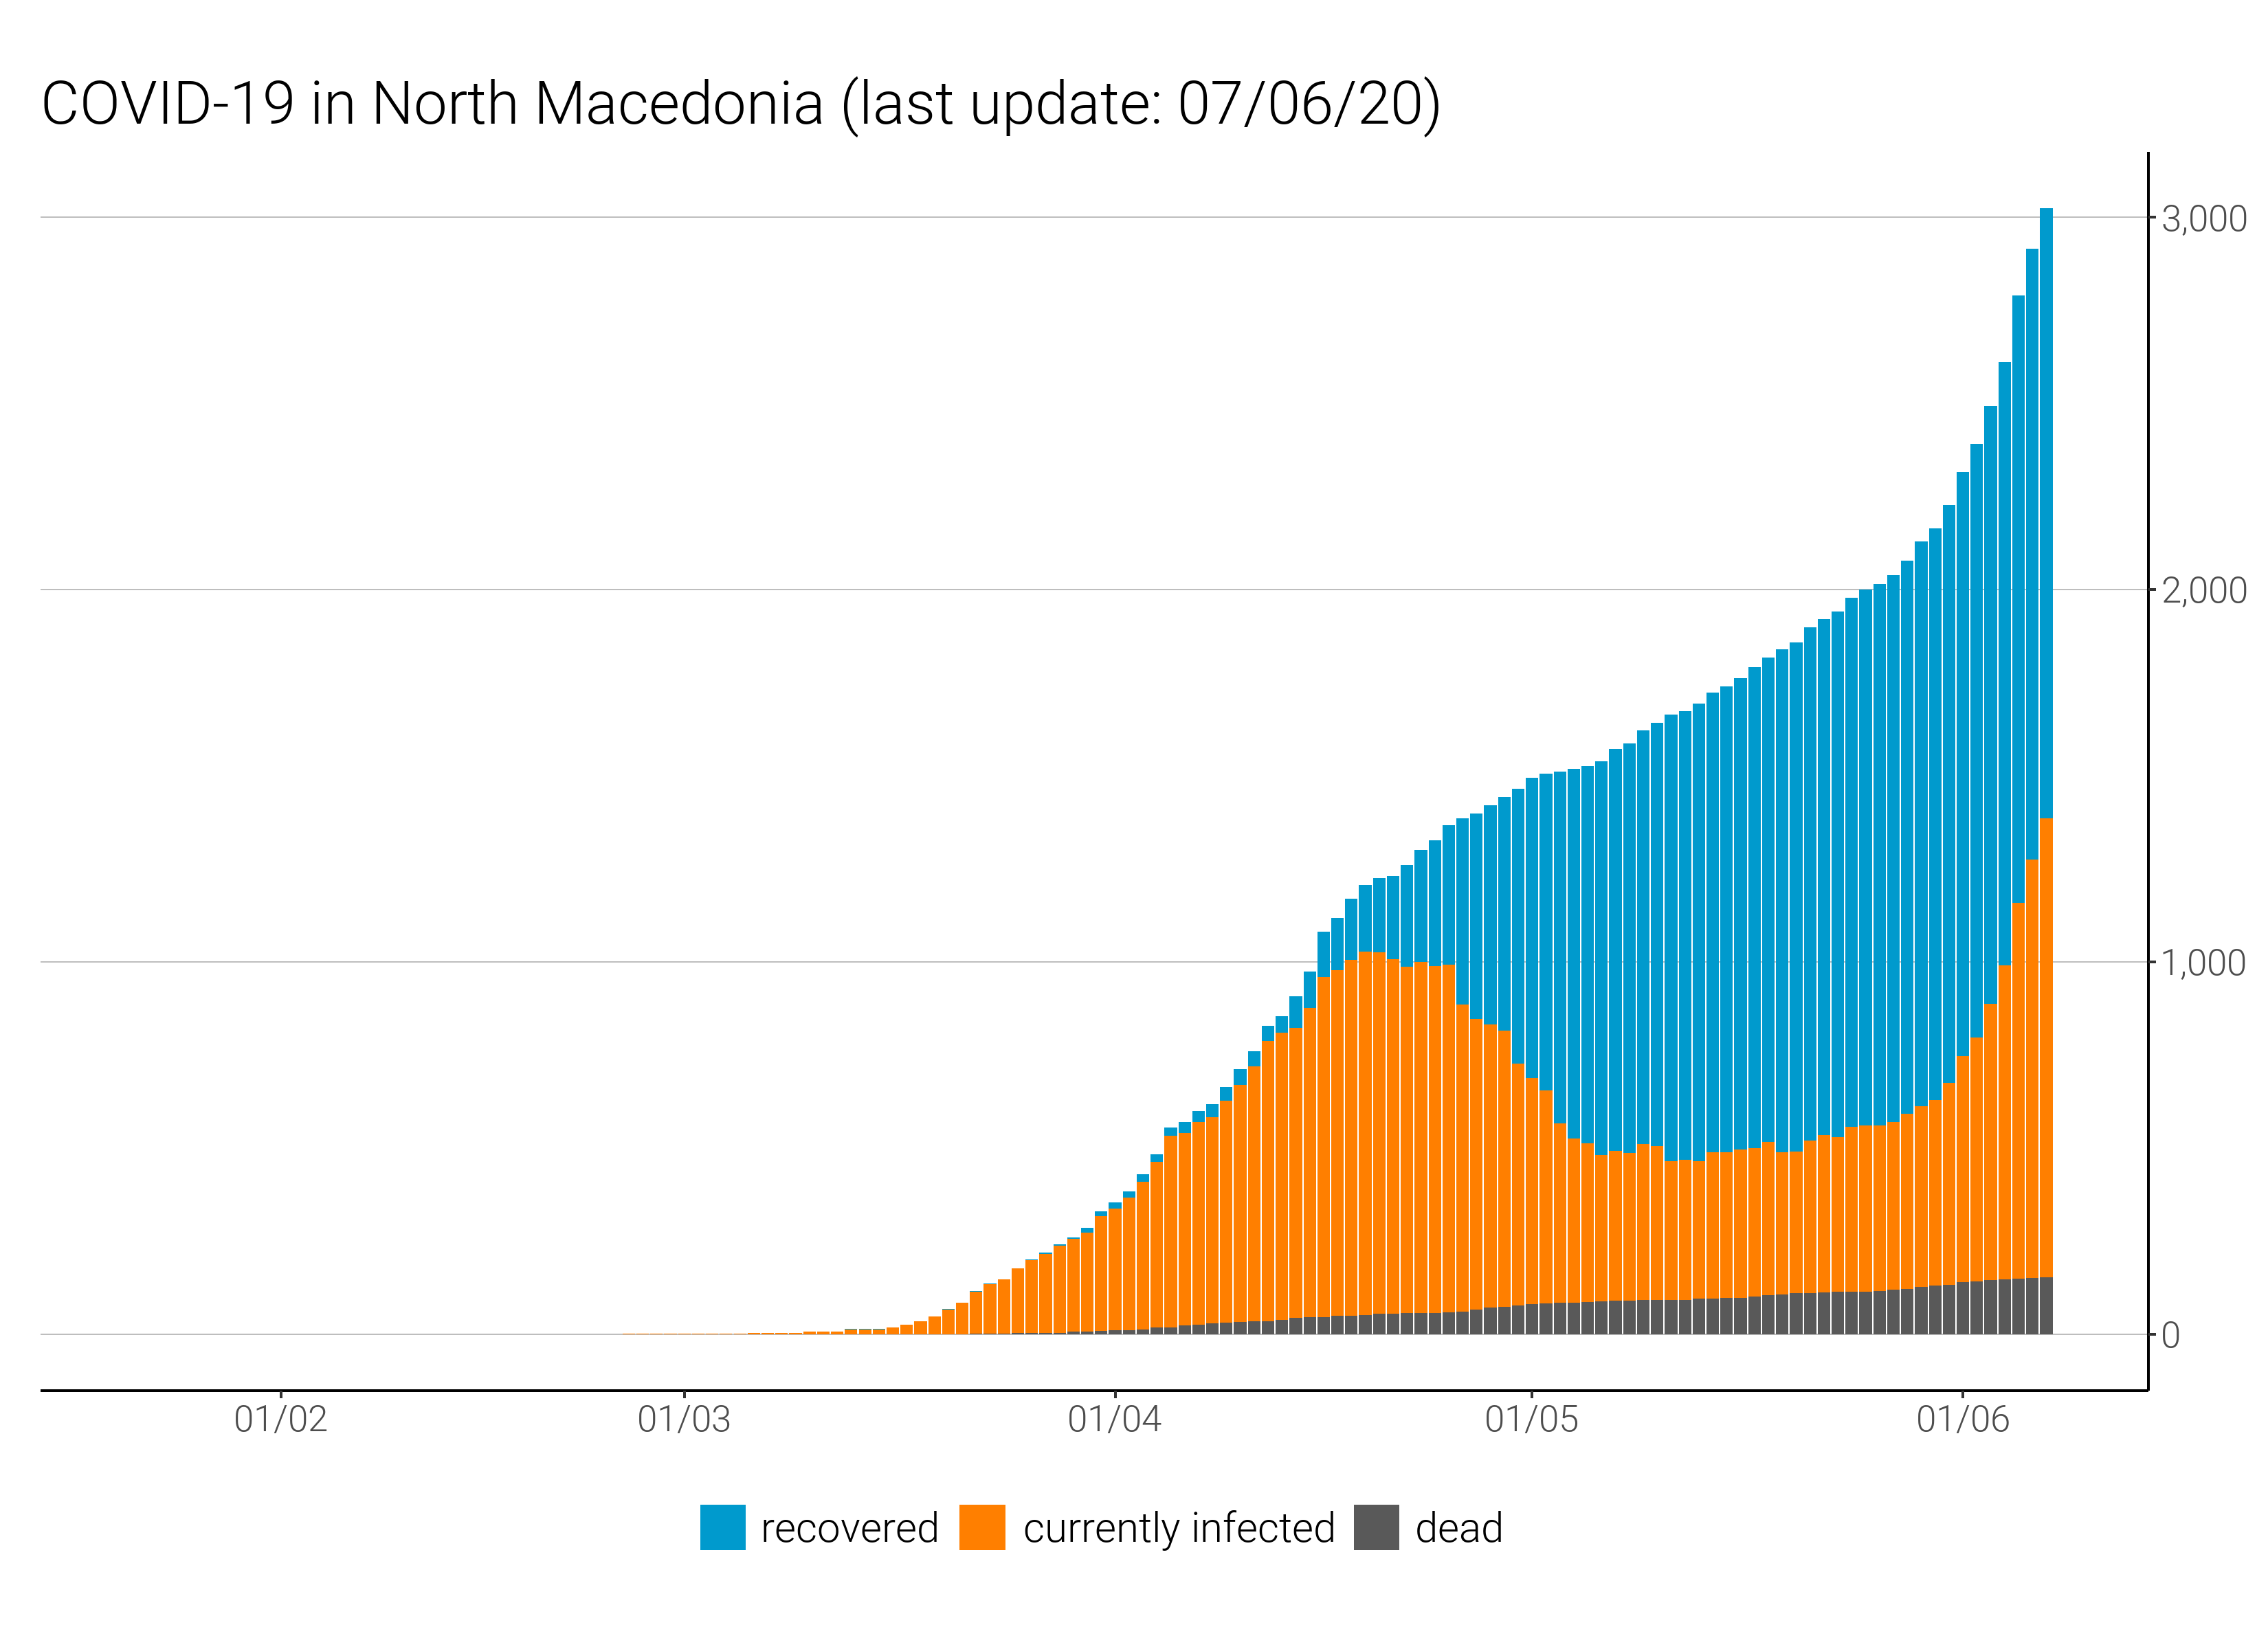 COVID-19 in North Macedonia (last update: 07/06/20)
3,000
2,000
1,000
0
01/02 01/03 01/04 01/05 01/06
recovered currently infected dead